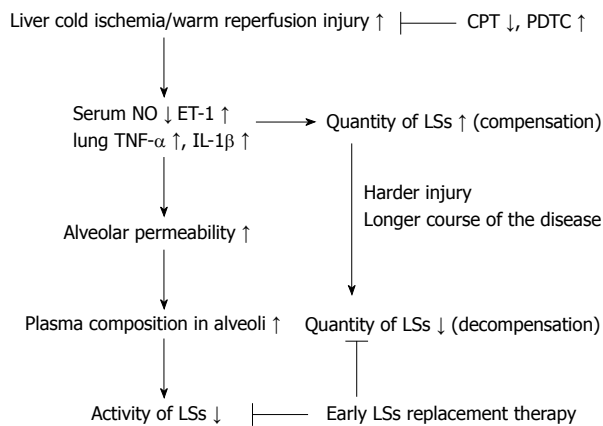 Liver cold ischemia/warm reperfusion injury ↑
CPT ↓, PDTC ↑
Serum NO ↓ ET-1 ↑
lung TNF-α ↑, IL-1β ↑
Quantity of LSs ↑ (compensation)
Harder injury
Longer course of the disease
Alveolar permeability ↑
Plasma composition in alveoli ↑
Quantity of LSs ↓ (decompensation)
Activity of LSs ↓
Early LSs replacement therapy